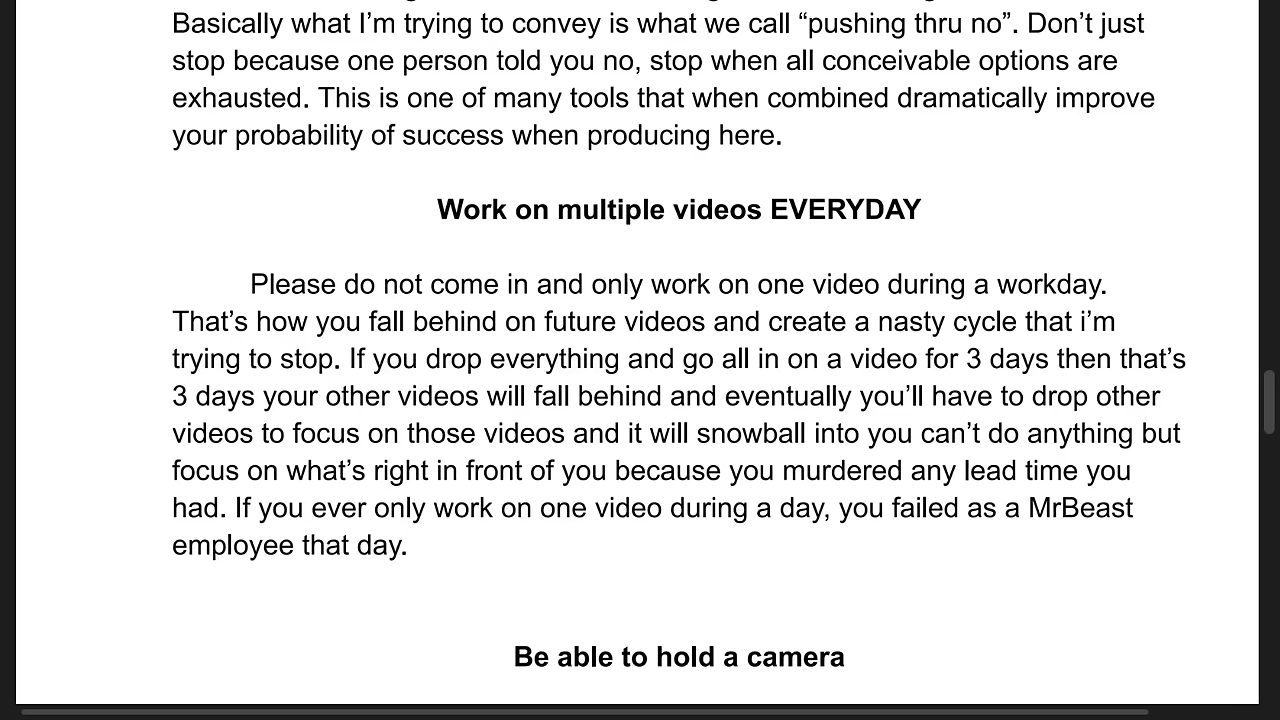 Basically what I’m trying to convey is what we call “pushing thru no”. Don’t just
stop because one person told you no, stop when all conceivable options are
exhausted. This is one of many tools that when combined dramatically improve
your probability of success when producing here.
Work on multiple videos EVERYDAY
Please do not come in and only work on one video during a workday.
That’s how you fall behind on future videos and create a nasty cycle that i’m
trying to stop. If you drop everything and go all in on a video for 3 days then that’s
3 days your other videos will fall behind and eventually you’ll have to drop other
videos to focus on those videos and it will snowball into you can’t do anything but
focus on what’s right in front of you because you murdered any lead time you
had. If you ever only work on one video during a day, you failed as a MrBeast
employee that day.
Be able to hold a camera